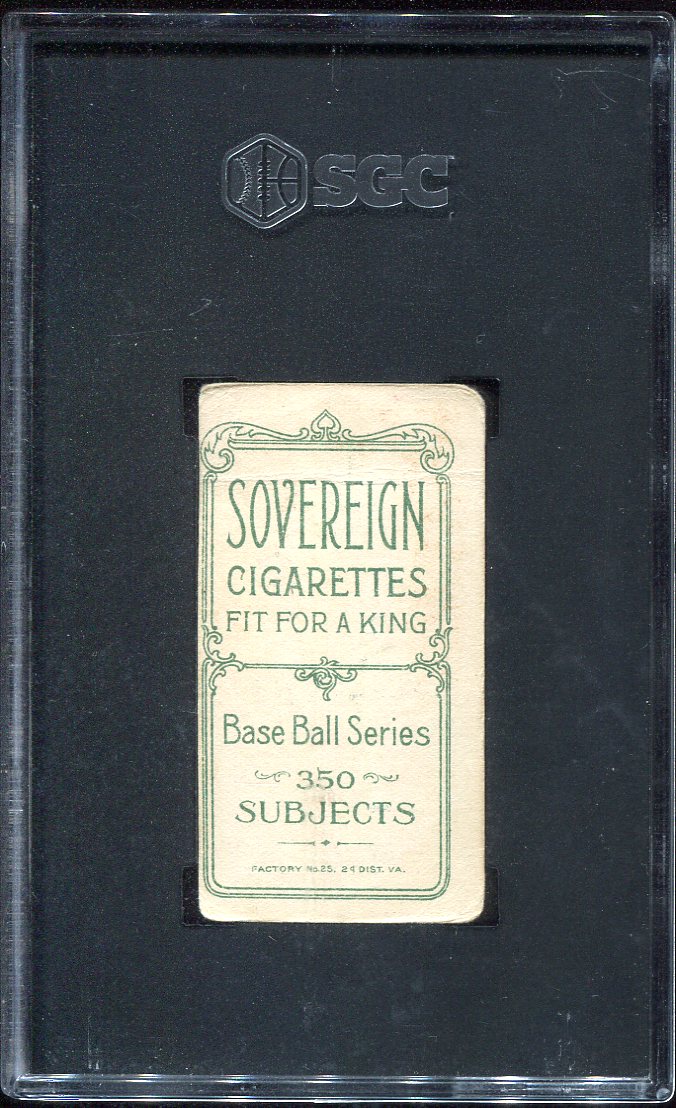 SGC
SOVEREIGN
CIGARETTES
FIT FOR A KING
Base Ball Series
350
SUBJECTS
FACTORY No.25, 2d DIST. VA.